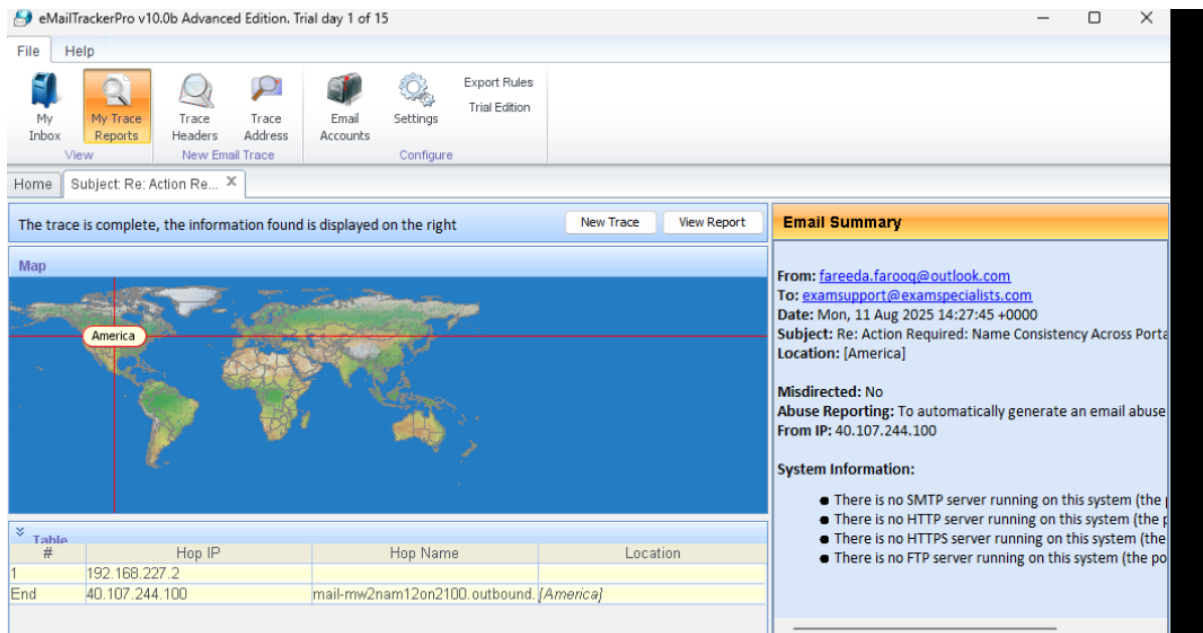 eMailTrackerPro v10.0b Advanced Edition. Trial day 1 of 15
File Help
My Inbox
My Trace Reports
Trace Headers
Trace Address
Email Accounts
Settings
Export Rules
Trial Edition
View
New Email Trace
Configure
Home
Subject: Re: Action Re... X
The trace is complete, the information found is displayed on the right
New Trace
View Report
Map
America
Table
# Hop IP Hop Name Location
1 192.168.227.2
End 40.107.244.100 mail-mw2nam12on2100.outbound. [America]
Email Summary
From: fareeda.farooq@outlook.com
To: examsupport@examspecialists.com
Date: Mon, 11 Aug 2025 14:27:45 +0000
Subject: Re: Action Required: Name Consistency Across Porta
Location: [America]
Misdirected: No
Abuse Reporting: To automatically generate an email abuse
From IP: 40.107.244.100
System Information:
There is no SMTP server running on this system (the
There is no HTTP server running on this system (the
There is no HTTPS server running on this system (the
There is no FTP server running on this system (the po